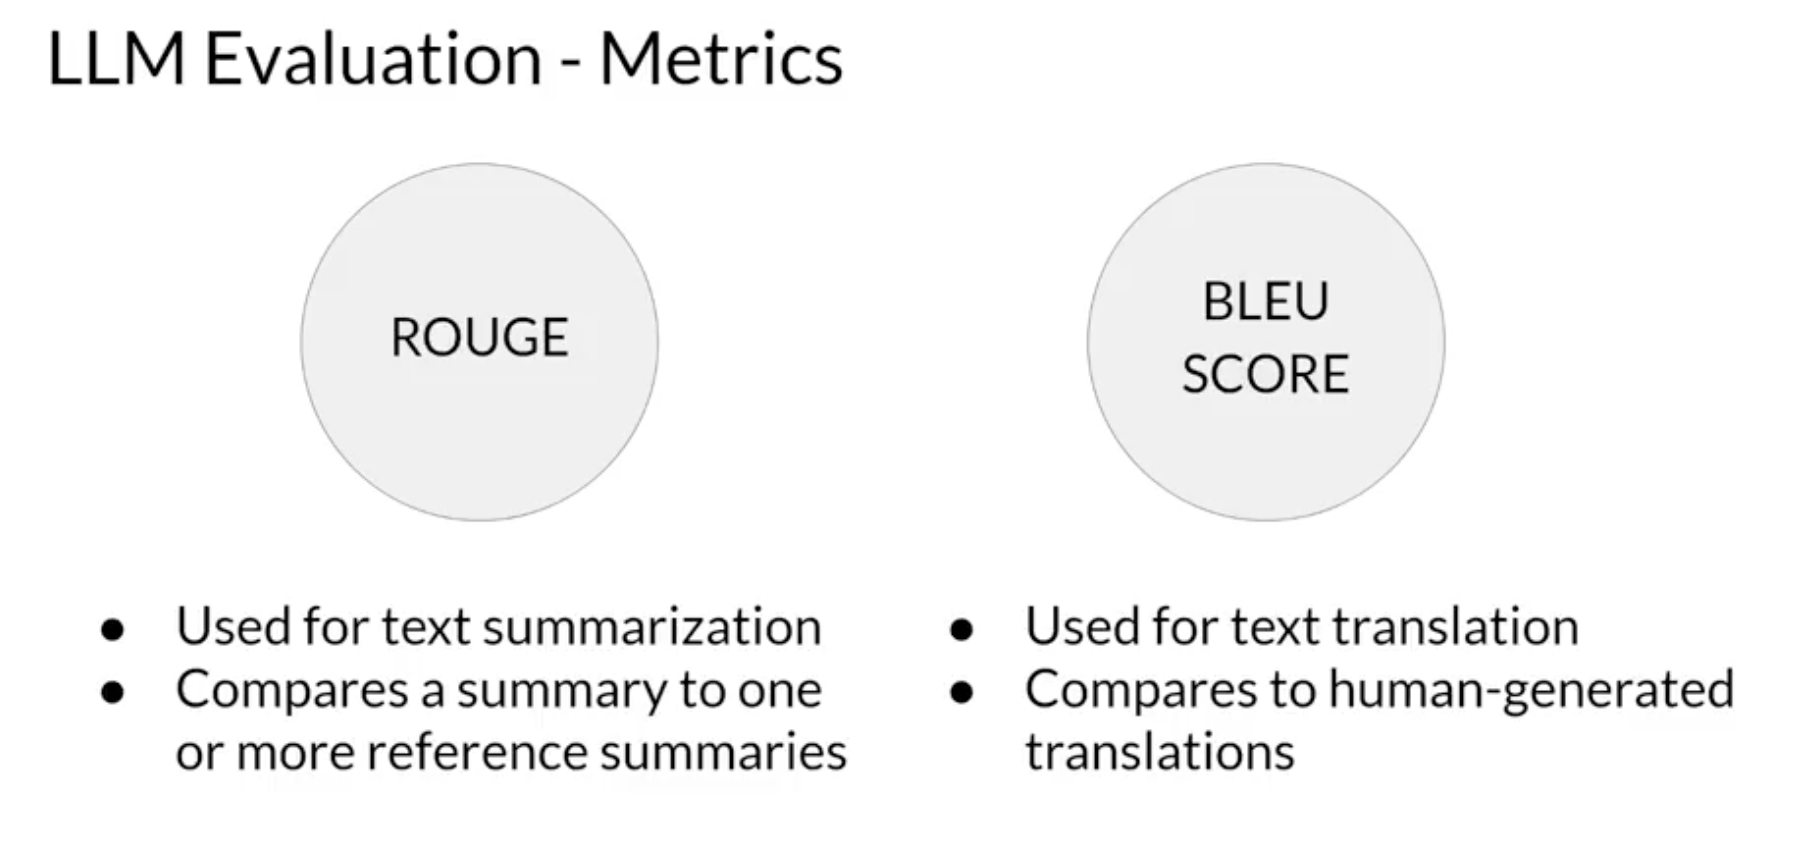 LLM Evaluation - Metrics
ROUGE
BLEU
SCORE
● Used for text summarization
● Compares a summary to one
or more reference summaries
● Used for text translation
● Compares to human-generated
translations